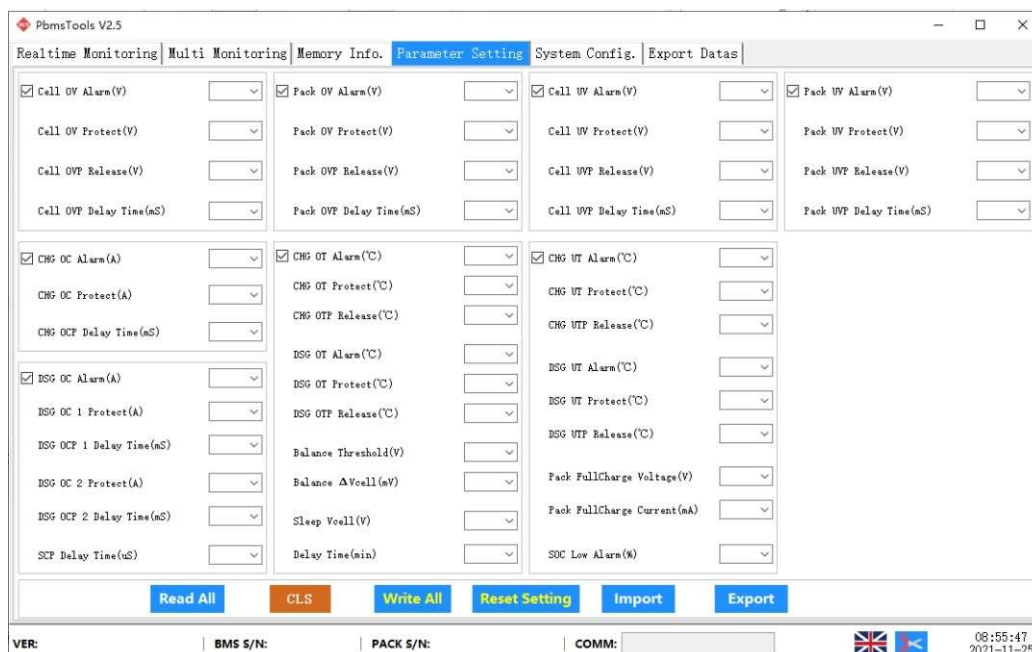 PbmsTools V2.5
Realtime Monitoring Multi Monitoring Memory Info. Parameter Setting System Config. Export Datas
Cell OV Alarm(V)
Cell OV Protect(V)
Cell OVP Release(V)
Cell OVP Delay Time(mS)
Pack OV Alarm(V)
Pack OV Protect(V)
Pack OVP Release(V)
Pack OVP Delay Time(mS)
Cell UV Alarm(V)
Cell UV Protect(V)
Cell UVP Release(V)
Cell UVP Delay Time(mS)
Pack UV Alarm(V)
Pack UV Protect(V)
Pack UVP Release(V)
Pack UVP Delay Time(mS)
CHG OC Alarm(A)
CHG OC Protect(A)
CHG OCP Delay Time(mS)
DSG OC Alarm(A)
DSG OC 1 Protect(A)
DSG OCP 1 Delay Time(mS)
DSG OC 2 Protect(A)
DSG OCP 2 Delay Time(mS)
SCP Delay Time(uS)
CHG OT Alarm(℃)
CHG OT Protect(℃)
CHG OTP Release(℃)
DSG OT Alarm(℃)
DSG OT Protect(℃)
DSG OTP Release(℃)
Balance Threshold(V)
Balance ΔVcell(mV)
Sleep Vcell(V)
Delay Time(min)
CHG UT Alarm(℃)
CHG UT Protect(℃)
CHG UTP Release(℃)
DSG UT Alarm(℃)
DSG UT Protect(℃)
DSG UTP Release(℃)
Pack FullCharge Voltage(V)
Pack FullCharge Current(mA)
SOC Low Alarm(%)
Read All CLS Write All Reset Setting Import Export
VER: BMS S/N: PACK S/N: COMM: 08:55:47
2021-11-25